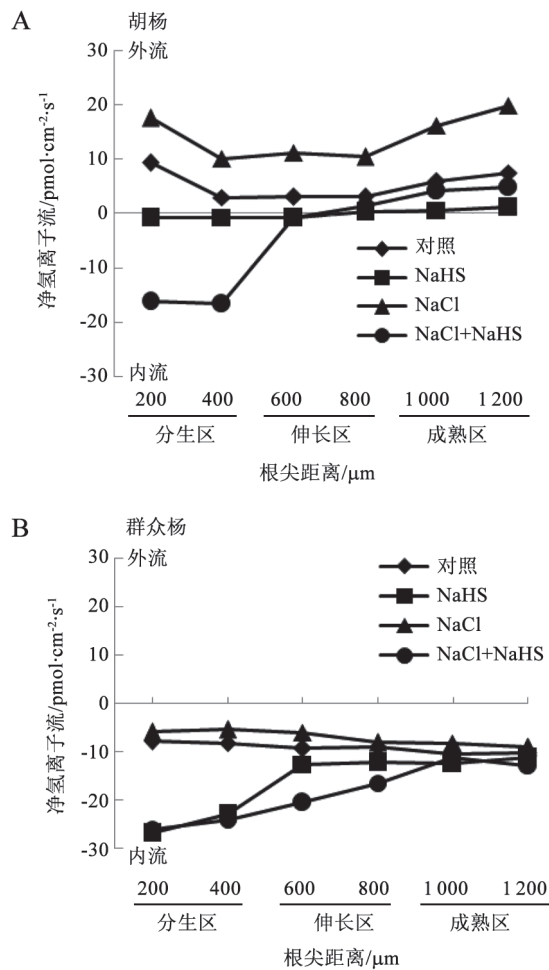 A
胡杨
30
外流
20
10
0
-10
-20
-30
内流
净氢离子流/pmol·cm⁻²·s⁻¹
对照
NaHS
NaCl
NaCl+NaHS
200 400 600 800 1 000 1 200
分生区 伸长区 成熟区
根尖距离/μm
B
群众杨
30
外流
20
10
0
-10
-20
-30
内流
净氢离子流/pmol·cm⁻²·s⁻¹
对照
NaHS
NaCl
NaCl+NaHS
200 400 600 800 1 000 1 200
分生区 伸长区 成熟区
根尖距离/μm